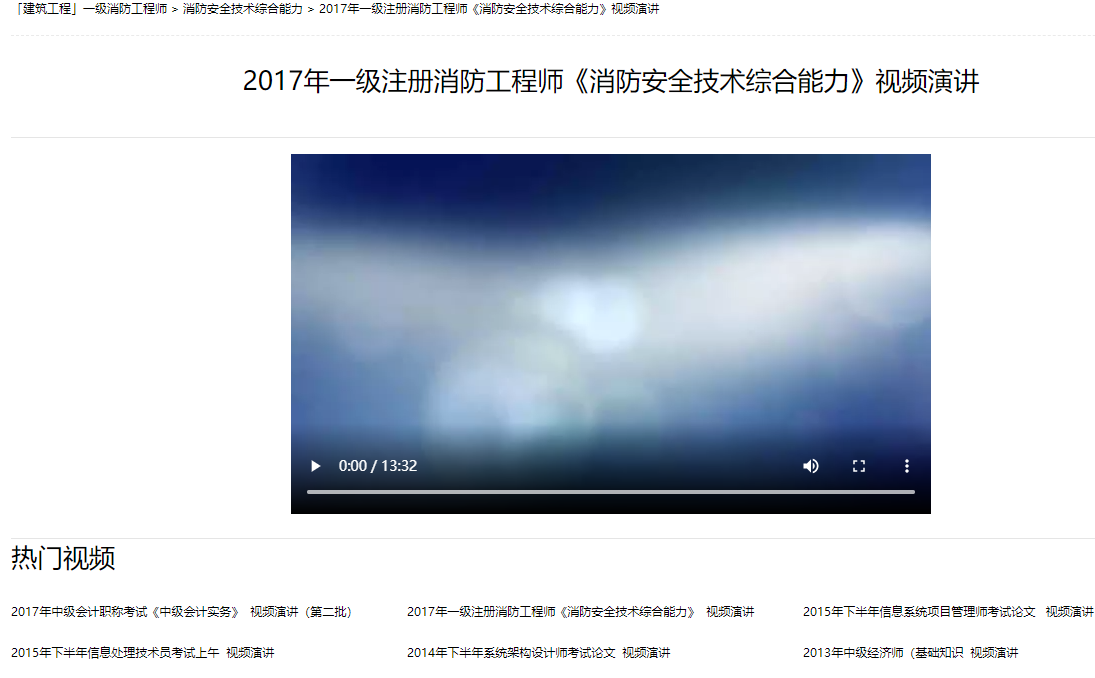 「建筑工程」一级消防工程师 > 消防安全技术综合能力 > 2017年一级注册消防工程师《消防安全技术综合能力》视频演讲
2017年一级注册消防工程师《消防安全技术综合能力》视频演讲
0:00 / 13:32
热门视频
2017年中级会计职称考试《中级会计实务》 视频演讲（第二批） 2017年一级注册消防工程师《消防安全技术综合能力》 视频演讲 2015年下半年信息系统项目管理师考试论文 视频演讲
2015年下半年信息处理技术员考试上午 视频演讲 2014年下半年系统架构设计师考试论文 视频演讲 2013年中级经济师（基础知识 视频演讲